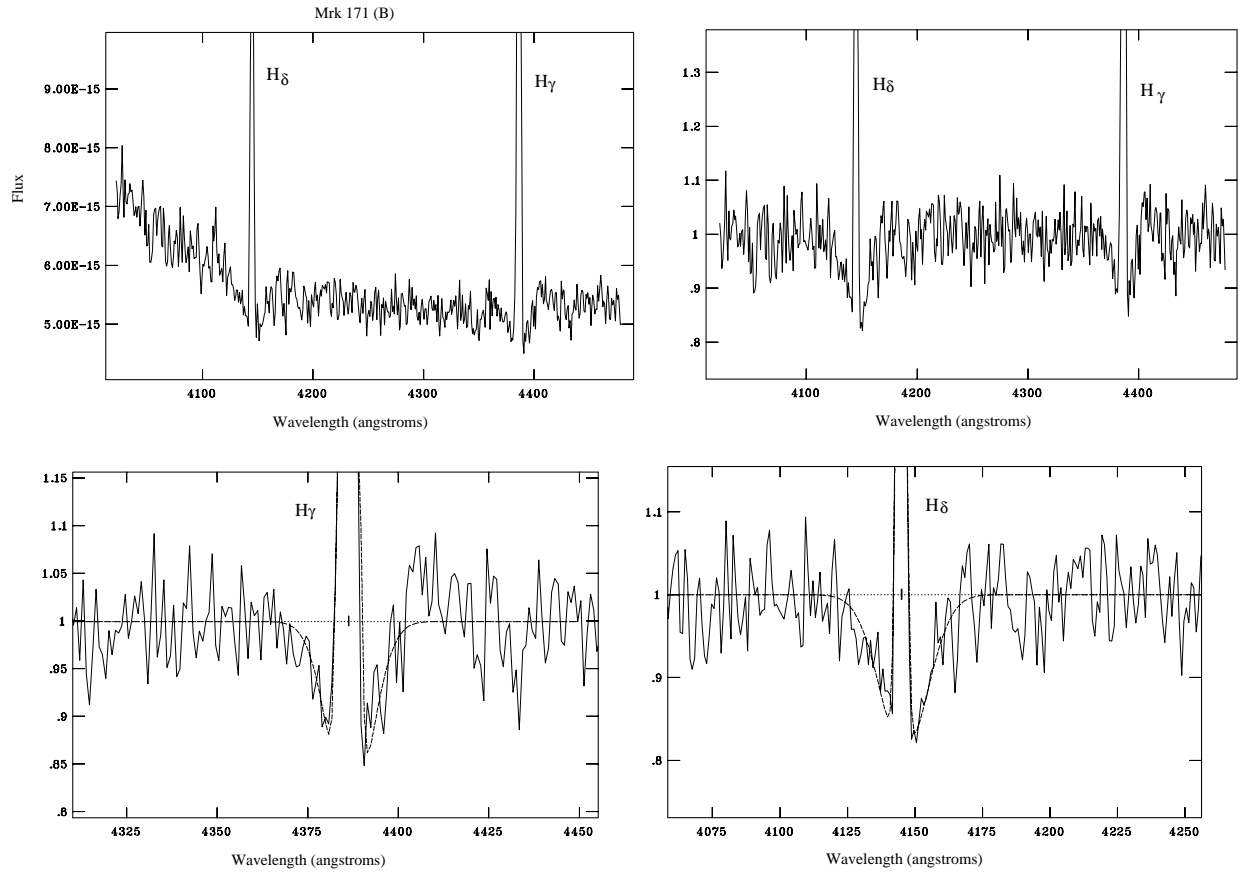 Mrk 171 (B)
Flux
9.00E-15
8.00E-15
7.00E-15
6.00E-15
5.00E-15
Hδ
Hγ
4100 4200 4300 4400
Wavelength (angstroms)
1.3
1.2
1.1
1
.9
.8
Hδ
H γ
4100 4200 4300 4400
Wavelength (angstroms)
1.15
1.1
1.05
1
.95
.9
.85
.8
Hγ
4325 4350 4375 4400 4425 4450
Wavelength (angstroms)
1.1
1
.9
.8
Hδ
4075 4100 4125 4150 4175 4200 4225 4250
Wavelength (angstroms)